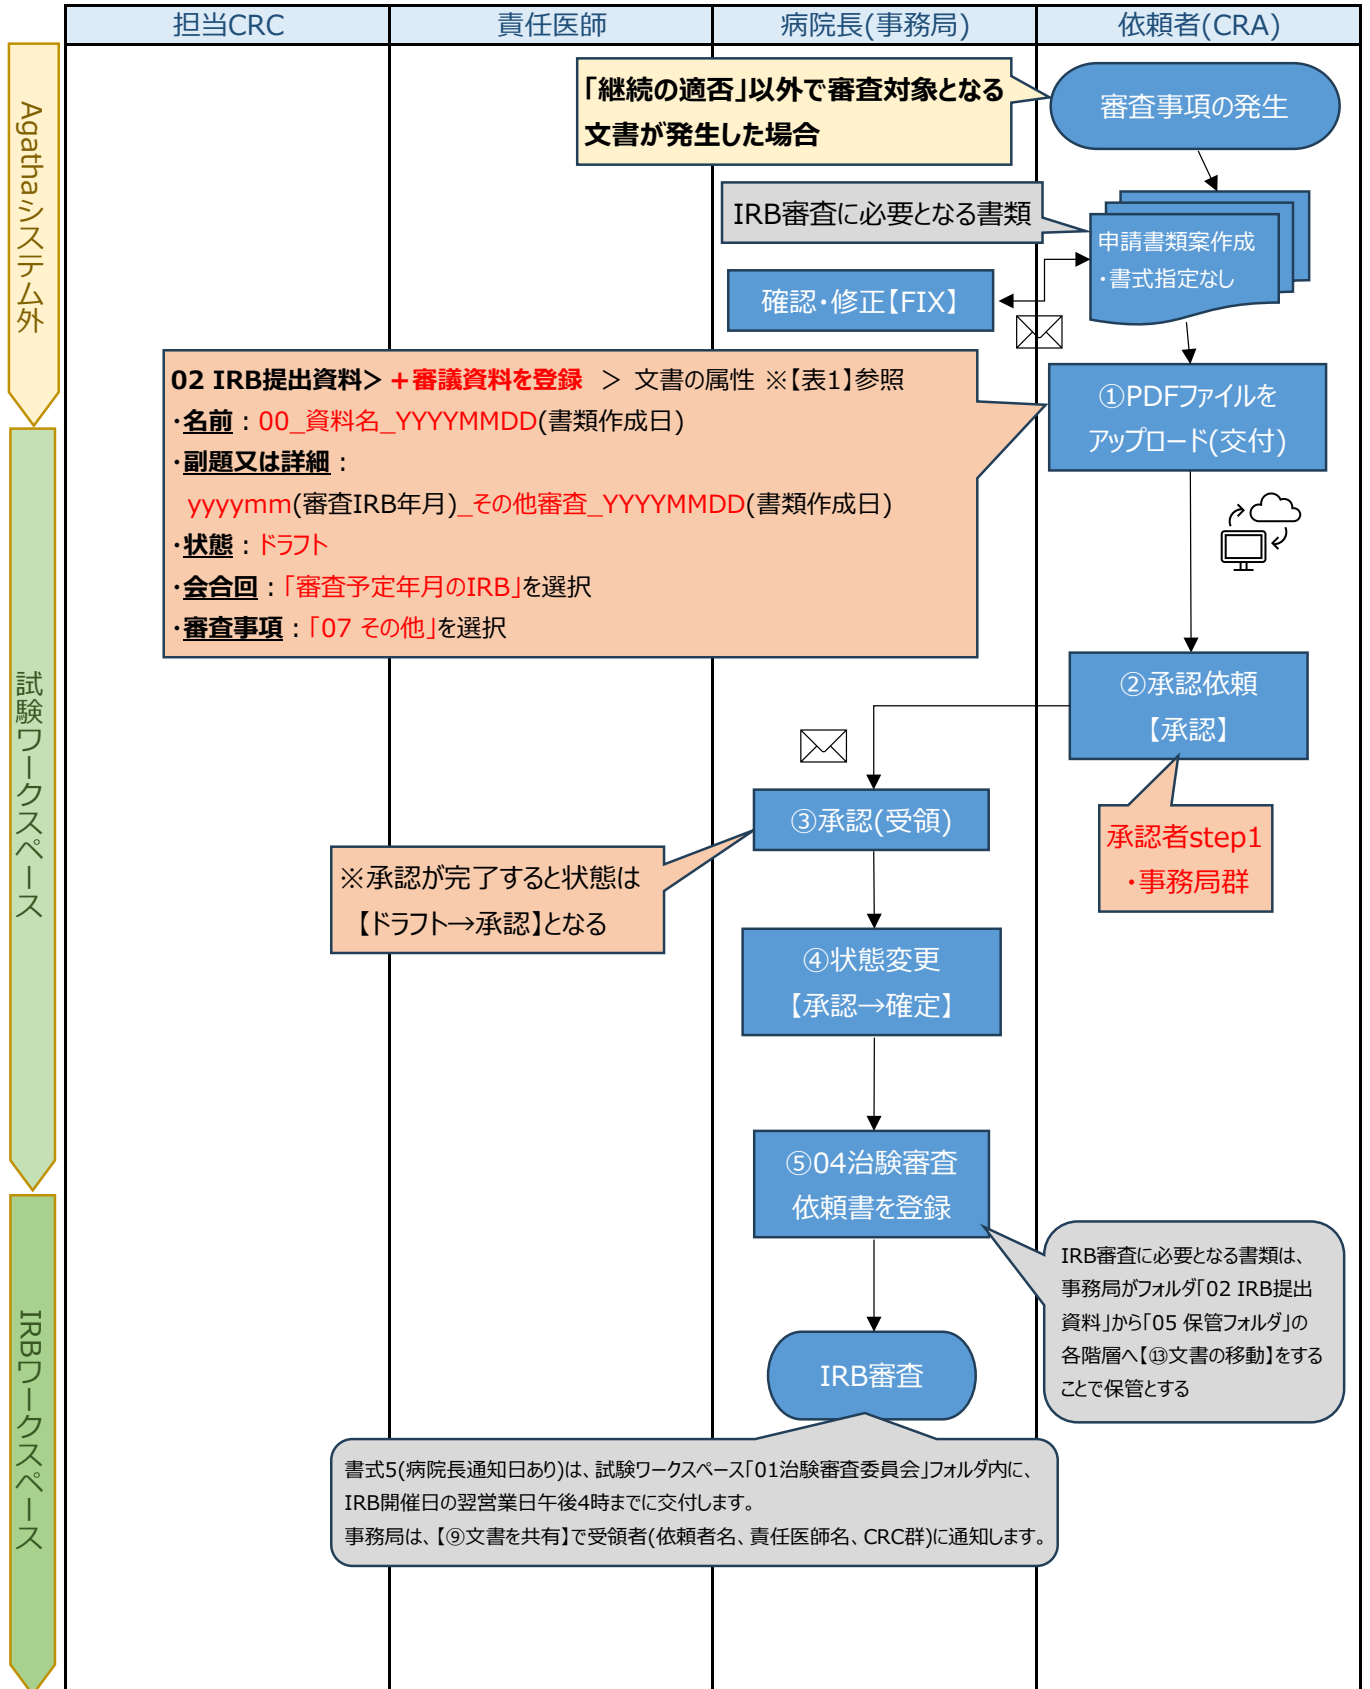 担当CRC
責任医師
病院長(事務局)
依頼者(CRA)
Agathaシステム外
試験ワークスペース
IRBワークスペース
「継続の適否」以外で審査対象となる
文書が発生した場合
審査事項の発生
IRB審査に必要となる書類
申請書類案作成
・書式指定なし
確認・修正【FIX】
02 IRB提出資料>+審議資料を登録 > 文書の属性 ※【表1】参照
・名前:00_資料名_YYYYMMDD(書類作成日)
・副題又は詳細:
yyyymm(審査IRB年月)_その他審査_YYYYMMDD(書類作成日)
・状態:ドラフト
・会合回:「審査予定年月のIRB」を選択
・審査事項:「07 その他」を選択
①PDFファイルを
アップロード(交付)
②承認依頼
【承認】
承認者step1
・事務局群
③承認(受領)
※承認が完了すると状態は
【ドラフト→承認】となる
④状態変更
【承認→確定】
⑤04治験審査
依頼書を登録
IRB審査に必要となる書類は、
事務局がフォルダ「02 IRB提出
資料」から「05 保管フォルダ」の
各階層へ【⑬文書の移動】をする
ことで保管とする
IRB審査
書式5(病院長通知日あり)は、試験ワークスペース「01治験審査委員会」フォルダ内に、
IRB開催日の翌営業日午後4時までに交付します。
事務局は、【⑨文書を共有】で受領者(依頼者名、責任医師名、CRC群)に通知します。